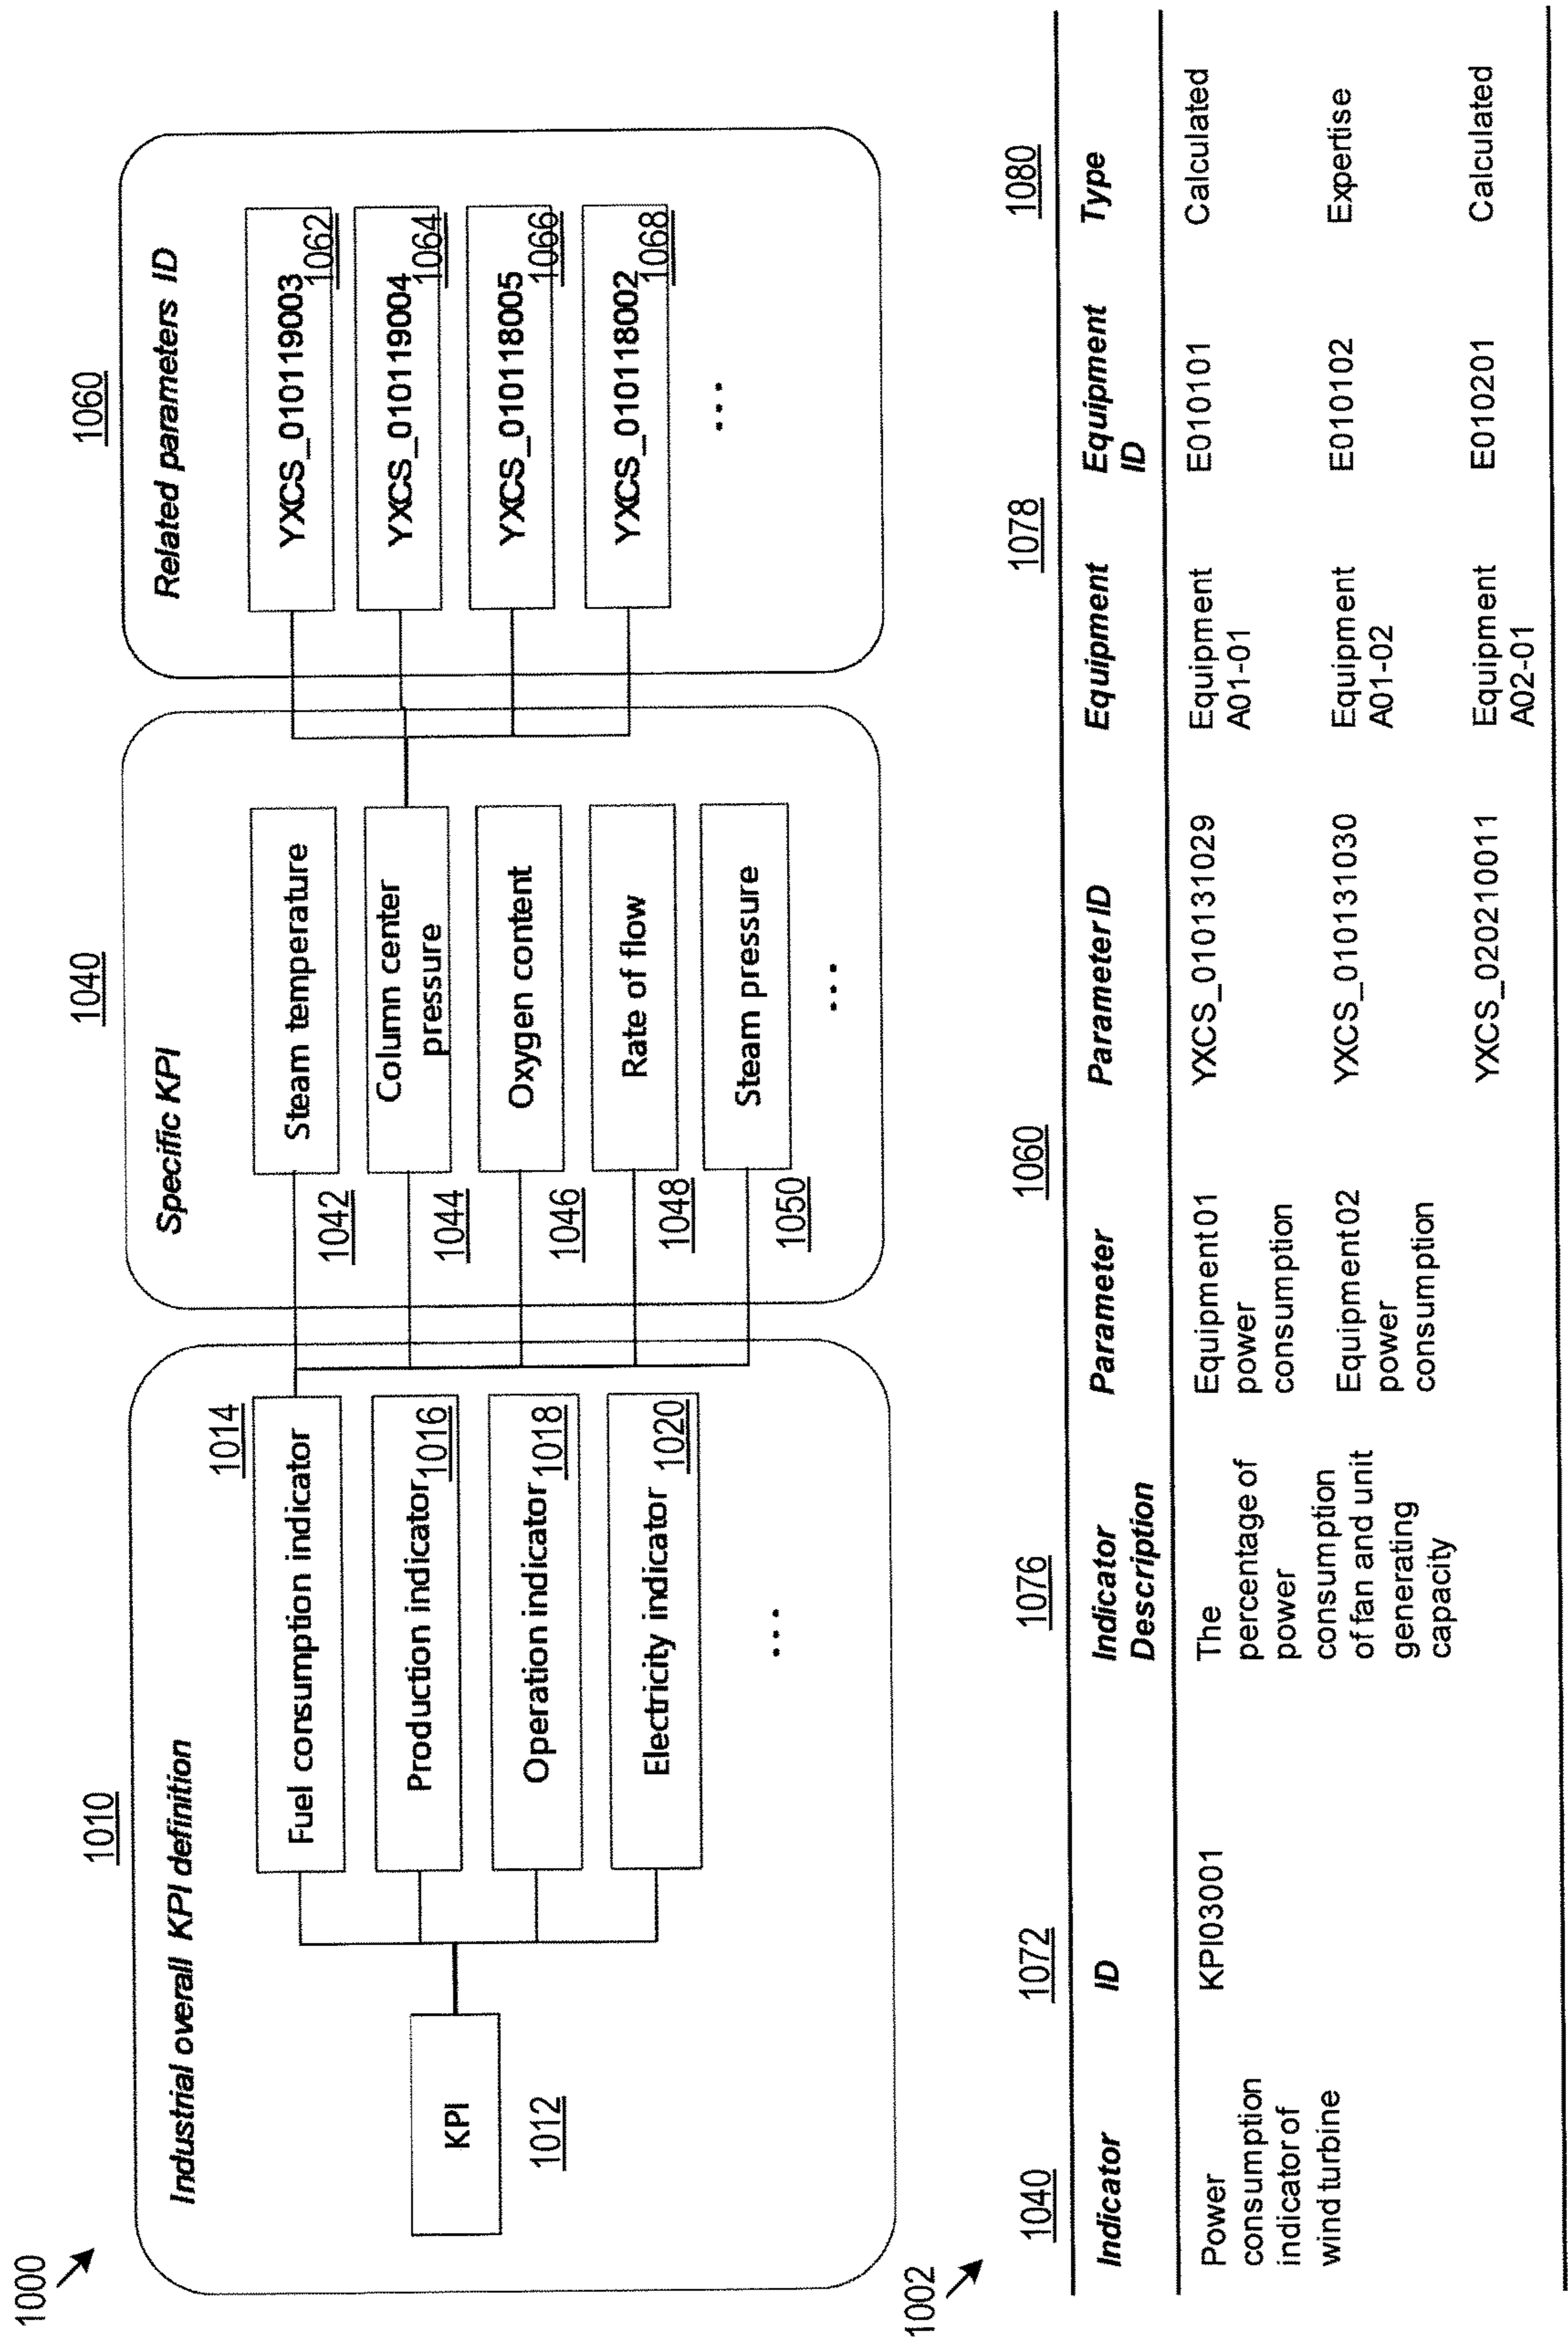 1000
1010
1040
1060
Industrial overall KPI definition
Specific KPI
Related parameters ID
KPI
1012
Fuel consumption indicator
1014
Production indicator
1016
Operation indicator
1018
Electricity indicator
1020
...
Steam temperature
1042
Column center
pressure
1044
Oxygen content
1046
Rate of flow
1048
Steam pressure
1050
...
YXCS_010119003
1062
YXCS_010119004
1064
YXCS_010118005
1066
YXCS_010118002
1068
...
1002
1040
1072
1076
1060
1078
1080
Indicator
ID
Indicator
Description
Parameter
Parameter ID
Equipment
Equipment
ID
Type
Power
consumption
indicator of
wind turbine
KPI03001
The
percentage of
power
consumption
of fan and unit
generating
capacity
Equipment 01
power
consumption
YXCS_010131029
Equipment
A01-01
E010101
Calculated
Equipment 02
power
consumption
YXCS_010131030
Equipment
A01-02
E010102
Expertise
YXCS_020210011
Equipment
A02-01
E010201
Calculated